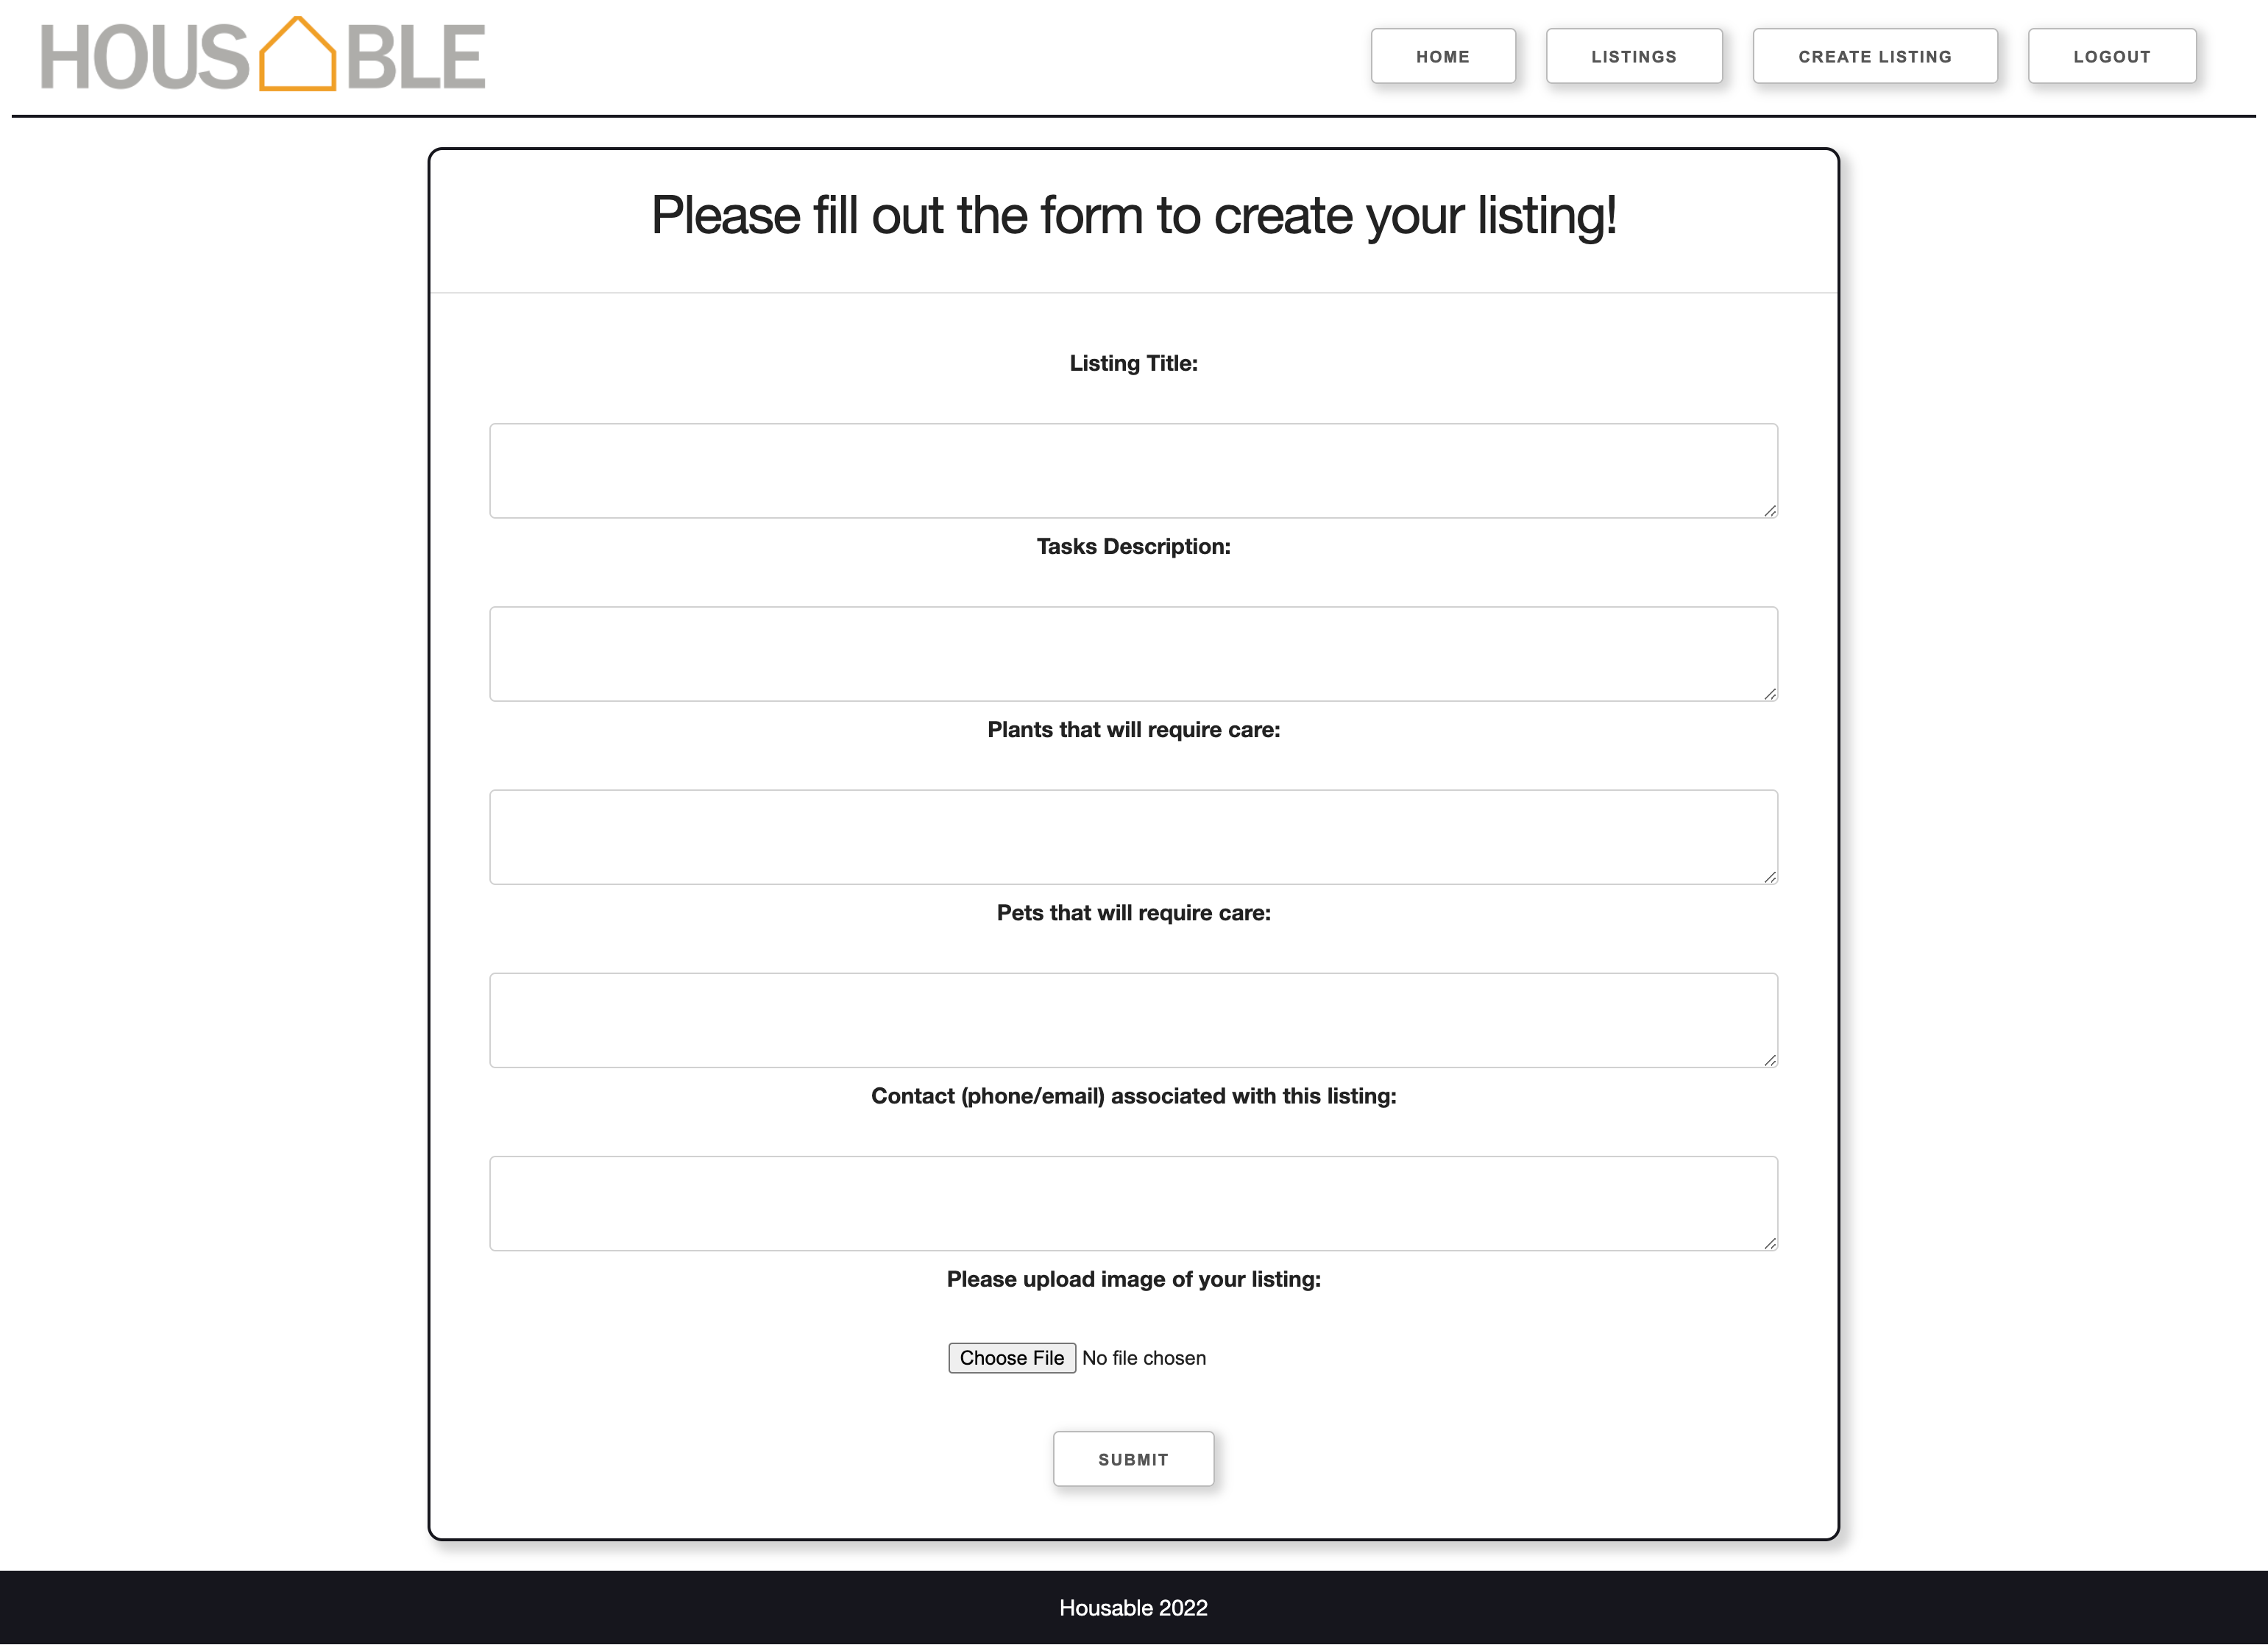 HOUSABLE
HOME
LISTINGS
CREATE LISTING
LOGOUT
Please fill out the form to create your listing!
Listing Title:
Tasks Description:
Plants that will require care:
Pets that will require care:
Contact (phone/email) associated with this listing:
Please upload image of your listing:
Choose File No file chosen
SUBMIT
Housable 2022